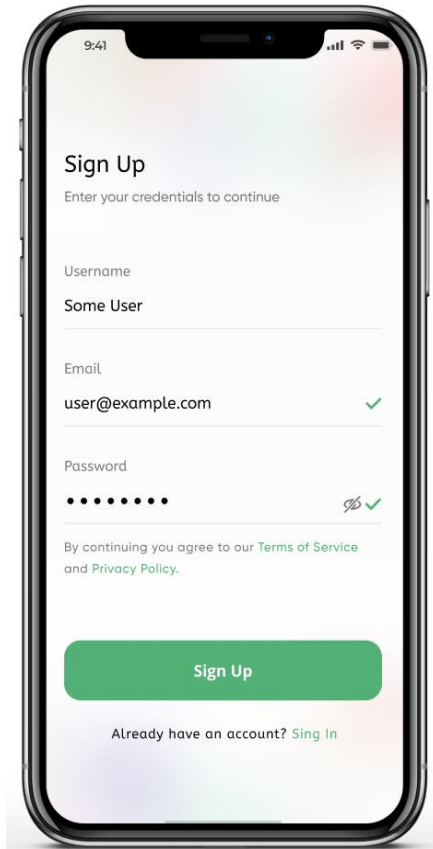 9:41
Sign Up
Enter your credentials to continue
Username
Some User
Email
user@example.com
Password
••••••••
By continuing you agree to our Terms of Service
and Privacy Policy.
Sign Up
Already have an account? Sing In